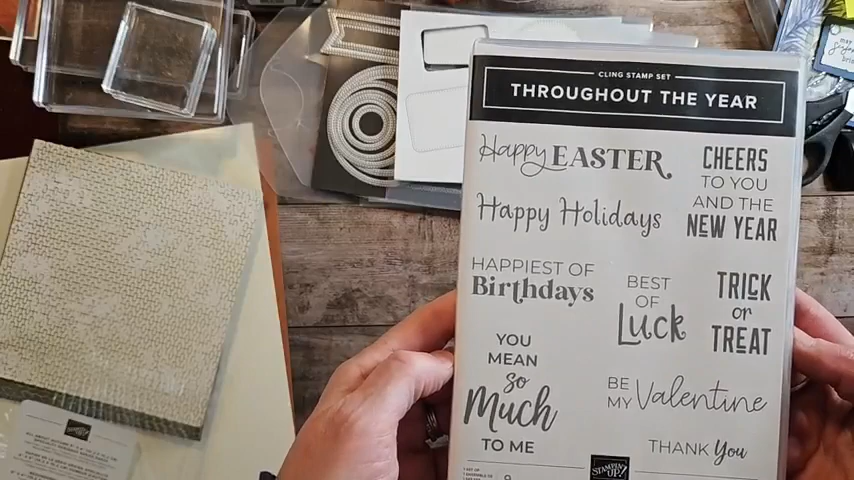 CLING STAMP SET
THROUGHOUT THE YEAR
Happy EASTER
CHEERS
TO YOU
AND THE
NEW YEAR
Happy Holidays
HAPPIEST OF
Birthdays
BEST
OF
Luck
TRICK
or
TREAT
YOU
MEAN
so
Much
TO ME
BE
MY Valentine
THANK You
STAMPIN' UP!